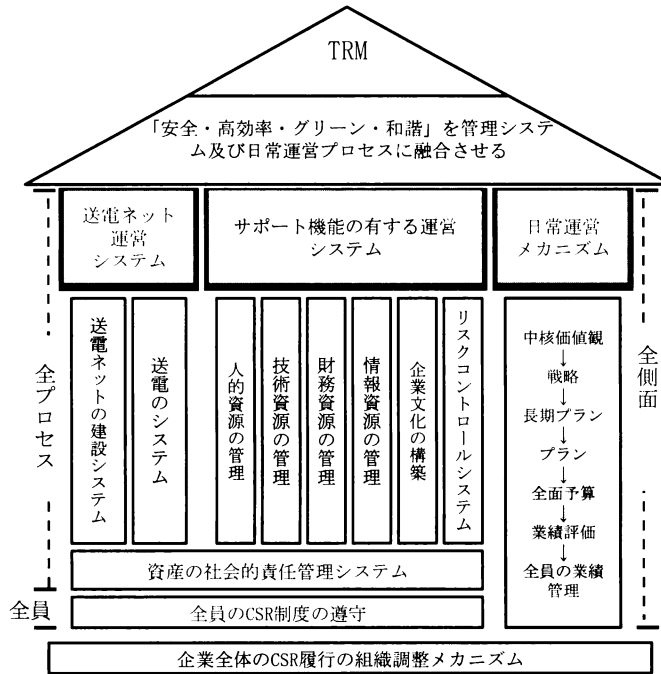 TRM
「安全・高効率・グリーン・和諧」を管理システ
ム及び日常運営プロセスに融合させる
送電ネット
運営
システム
サポート機能の有する運営
システム
日常運営
メカニズム
全プロセス
送電ネットの建設システム
送電のシステム
人的資源の管理
技術資源の管理
財務資源の管理
情報資源の管理
企業文化の構築
リスクコントロールシステム
中核価値観
↓
戦略
↓
長期プラン
↓
プラン
↓
全面予算
↓
業績評価
↓
全員の業績
管理
全側面
資産の社会的責任管理システム
全員
全員のCSR制度の遵守
企業全体のCSR履行の組織調整メカニズム